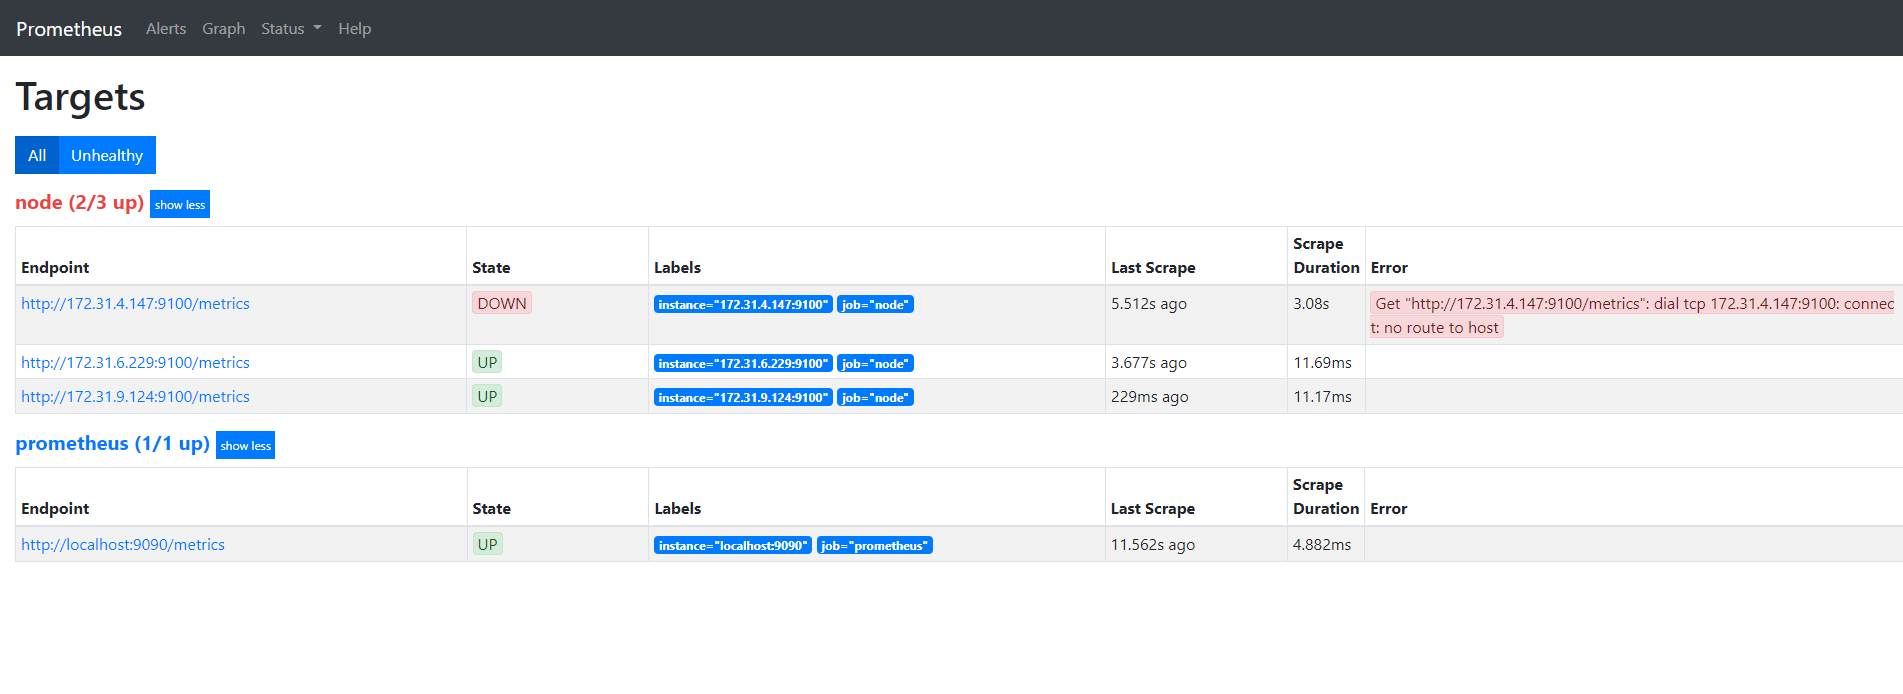 Prometheus Alerts Graph Status Help
Targets
All Unhealthy
node (2/3 up) show less
Endpoint State Labels Last Scrape Scrape Duration Error
http://172.31.4.147:9100/metrics DOWN instance="172.31.4.147:9100" job="node" 5.512s ago 3.08s Get "http://172.31.4.147:9100/metrics": dial tcp 172.31.4.147:9100: connec
t: no route to host
http://172.31.6.229:9100/metrics UP instance="172.31.6.229:9100" job="node" 3.677s ago 11.69ms
http://172.31.9.124:9100/metrics UP instance="172.31.9.124:9100" job="node" 229ms ago 11.17ms
prometheus (1/1 up) show less
Endpoint State Labels Last Scrape Scrape Duration Error
http://localhost:9090/metrics UP instance="localhost:9090" job="prometheus" 11.562s ago 4.882ms